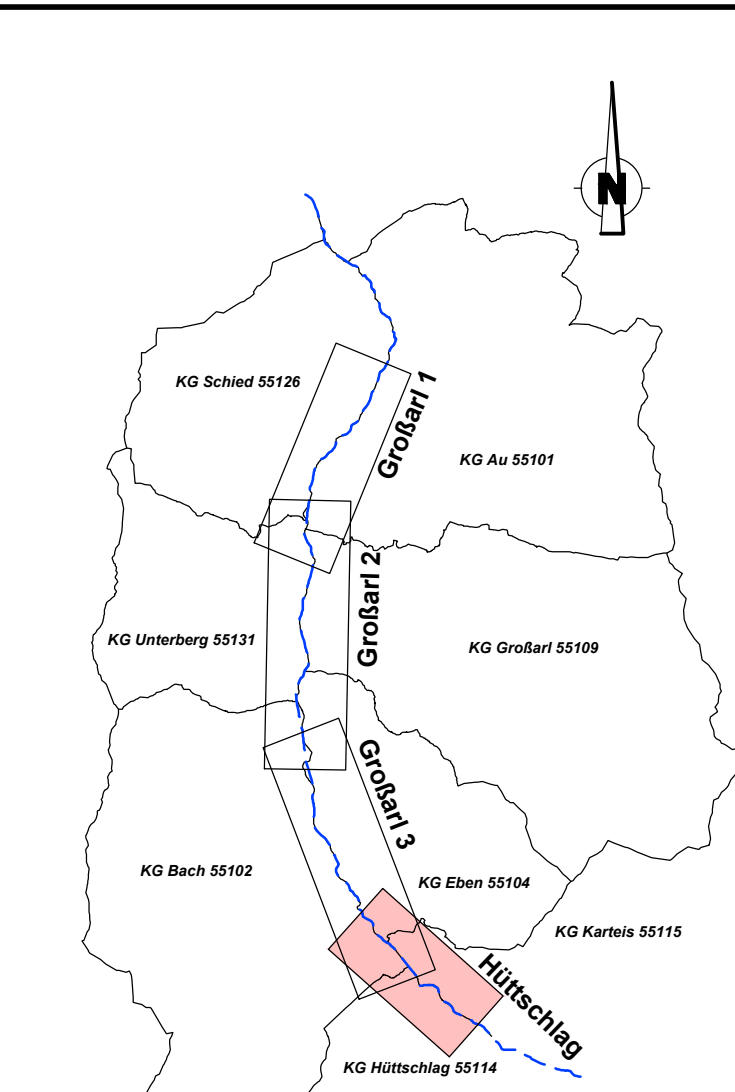 N
KG Schied 55126
Großarl 1
KG Au 55101
Großarl 2
KG Unterberg 55131
KG Großarl 55109
Großarl 3
KG Bach 55102
KG Eben 55104
KG Karteis 55115
Hüttschlag
KG Hüttschlag 55114